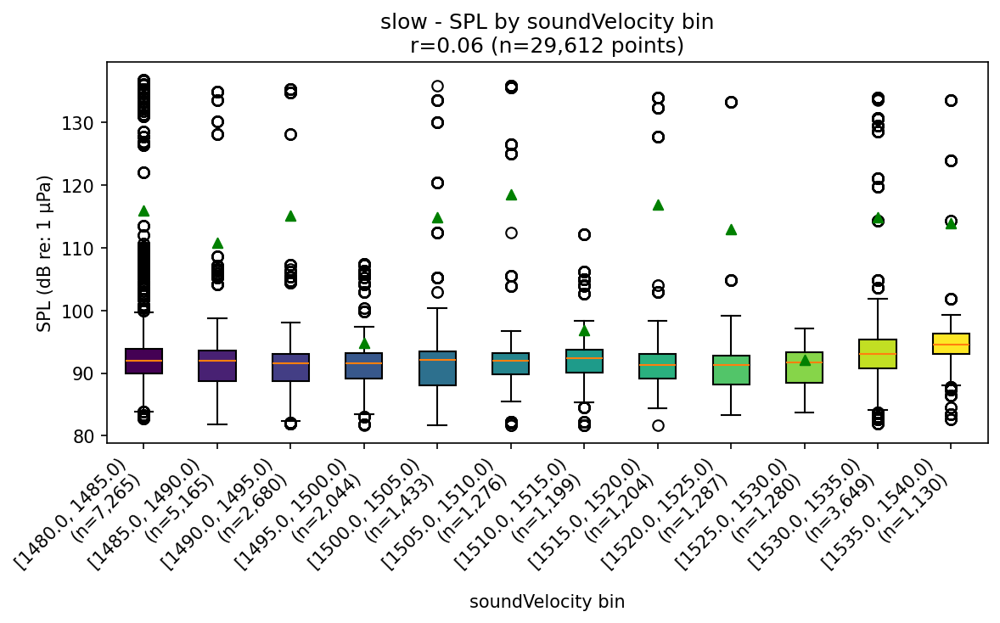 slow - SPL by soundVelocity bin
r=0.06 (n=29,612 points)
SPL (dB re: 1 µPa)
130
120
110
100
90
80
[1480.0, 1485.0)
(n=7,265)
[1485.0, 1490.0)
(n=5,165)
[1490.0, 1495.0)
(n=2,680)
[1495.0, 1500.0)
(n=2,044)
[1500.0, 1505.0)
(n=1,433)
[1505.0, 1510.0)
(n=1,276)
[1510.0, 1515.0)
(n=1,199)
[1515.0, 1520.0)
(n=1,204)
[1520.0, 1525.0)
(n=1,287)
[1525.0, 1530.0)
(n=1,280)
[1530.0, 1535.0)
(n=3,649)
[1535.0, 1540.0)
(n=1,130)
soundVelocity bin